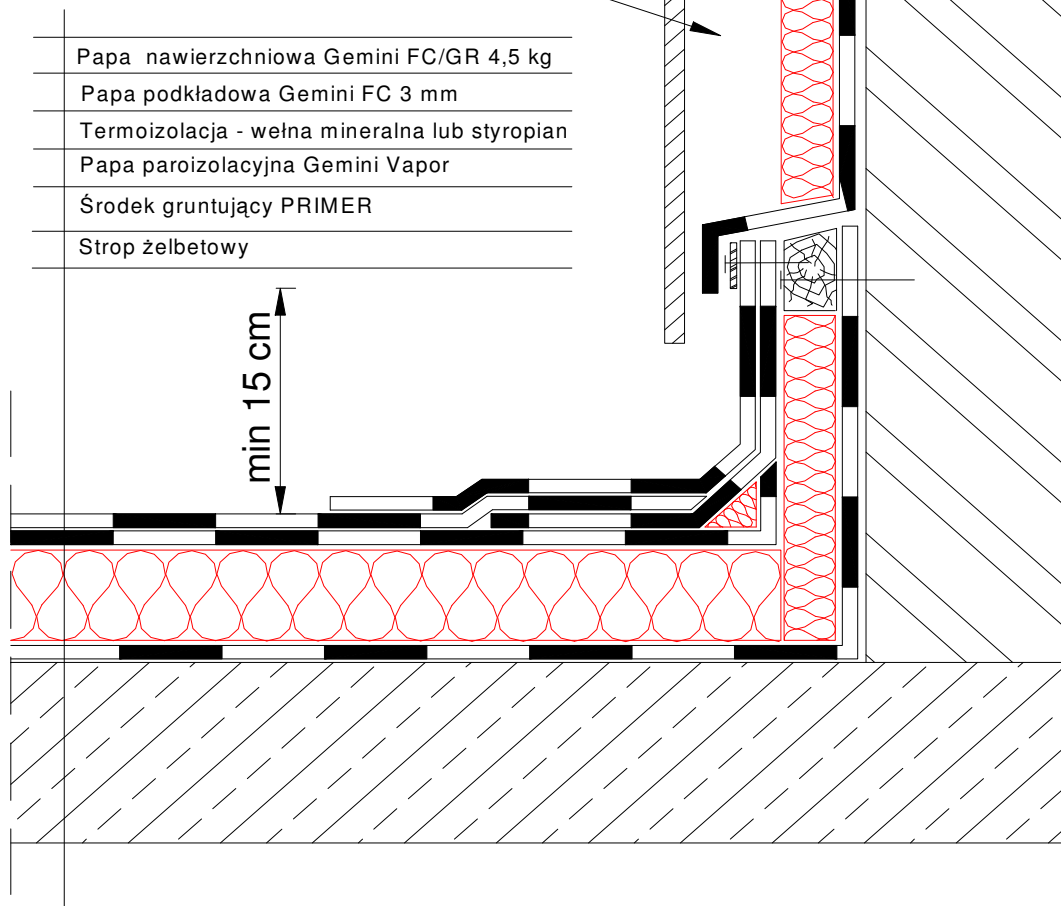 Papa nawierzchniowa Gemini FC/GR 4,5 kg
Papa podkładowa Gemini FC 3 mm
Termoizolacja - wełna mineralna lub styropian
Papa paroizolacyjna Gemini Vapor
Środek gruntujący PRIMER
Strop żelbetowy
min 15 cm